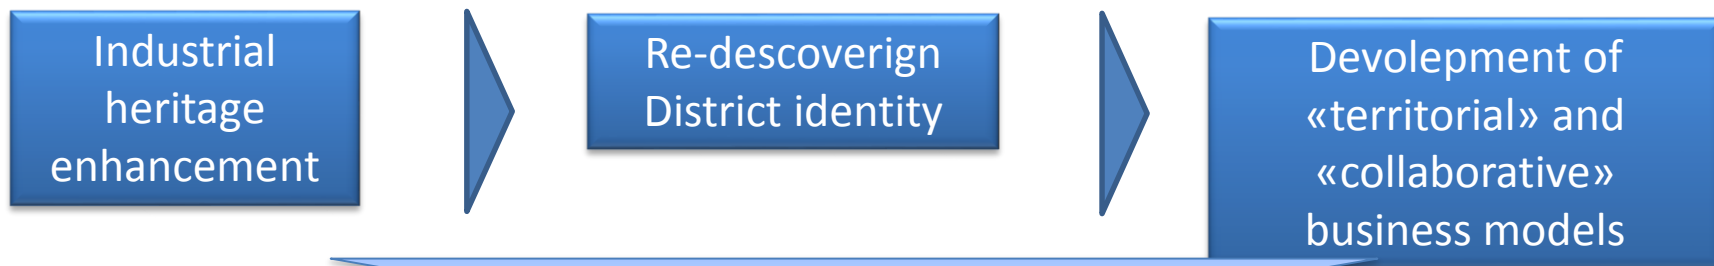 Industrial
heritage
enhancement
Re-descoverign
District identity
Devolepment of
«territorial» and
«collaborative»
business models